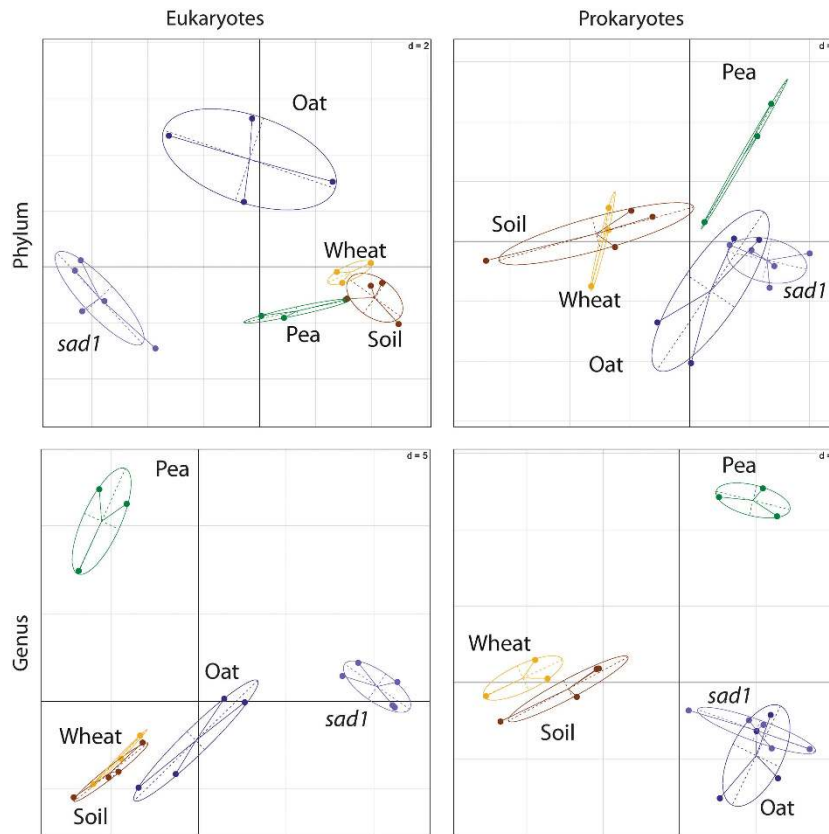 Eukaryotes Prokaryotes
d = 2
Oat
Wheat
Pea
Soil
sad1
Phylum
Pea
Soil
Wheat
sad1
Oat
d = 5
Pea
Oat
sad1
Wheat
Soil
Genus
d =
Pea
Wheat
Soil
sad1
Oat